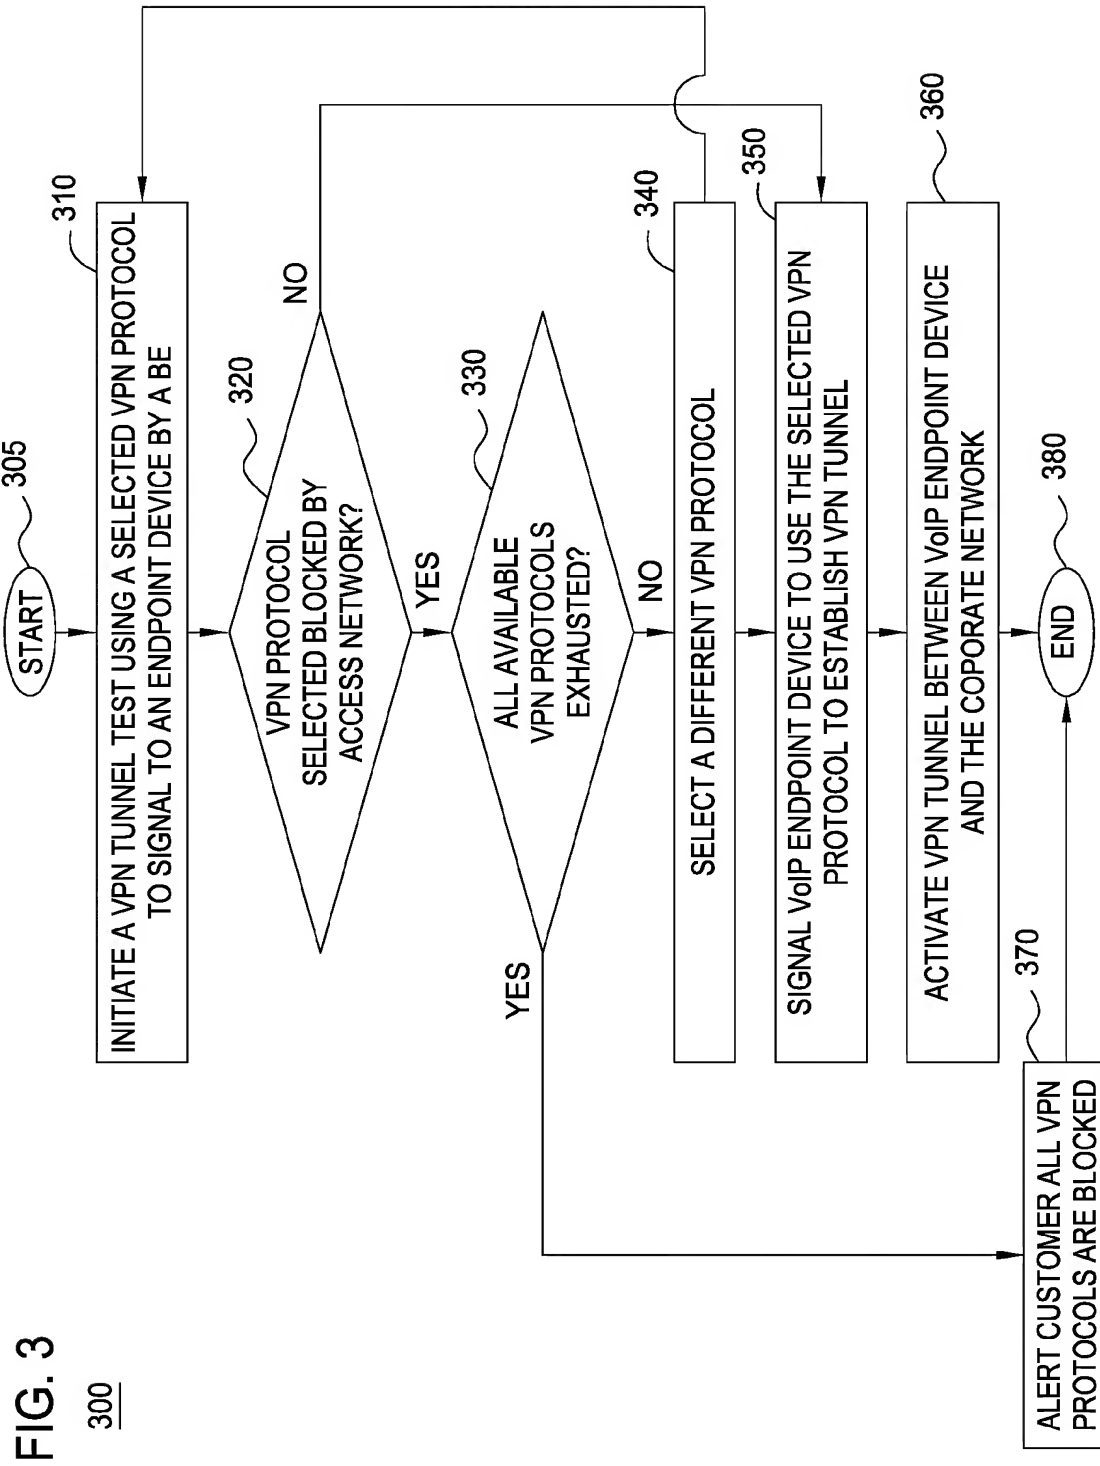 FIG. 3
300
START
305
INITIATE A VPN TUNNEL TEST USING A SELECTED VPN PROTOCOL
TO SIGNAL TO AN ENDPOINT DEVICE BY A BE
310
VPN PROTOCOL
SELECTED BLOCKED BY
ACCESS NETWORK?
320
NO
YES
ALL AVAILABLE
VPN PROTOCOLS
EXHAUSTED?
330
YES
NO
SELECT A DIFFERENT VPN PROTOCOL
340
SIGNAL VoIP ENDPOINT DEVICE TO USE THE SELECTED VPN
PROTOCOL TO ESTABLISH VPN TUNNEL
350
ACTIVATE VPN TUNNEL BETWEEN VoIP ENDPOINT DEVICE
AND THE COPORATE NETWORK
360
ALERT CUSTOMER ALL VPN
PROTOCOLS ARE BLOCKED
370
END
380